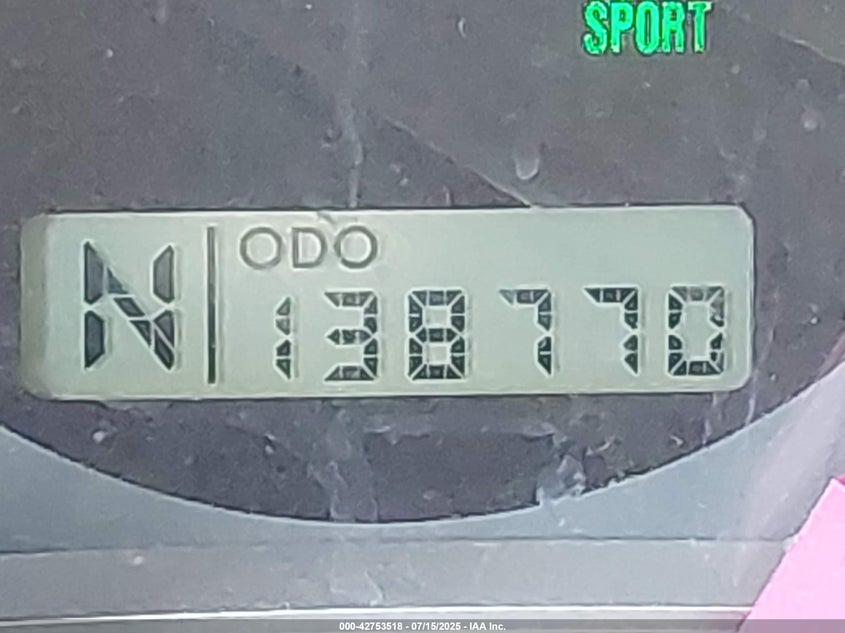 SPORT
N ODO
138770
000-42753518 - 07/15/2025 - IAA Inc.